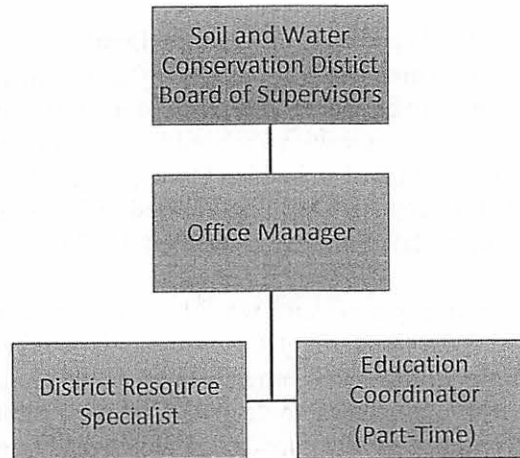 Soil and Water
Conservation Distict
Board of Supervisors
Office Manager
District Resource
Specialist
Education
Coordinator
(Part-Time)